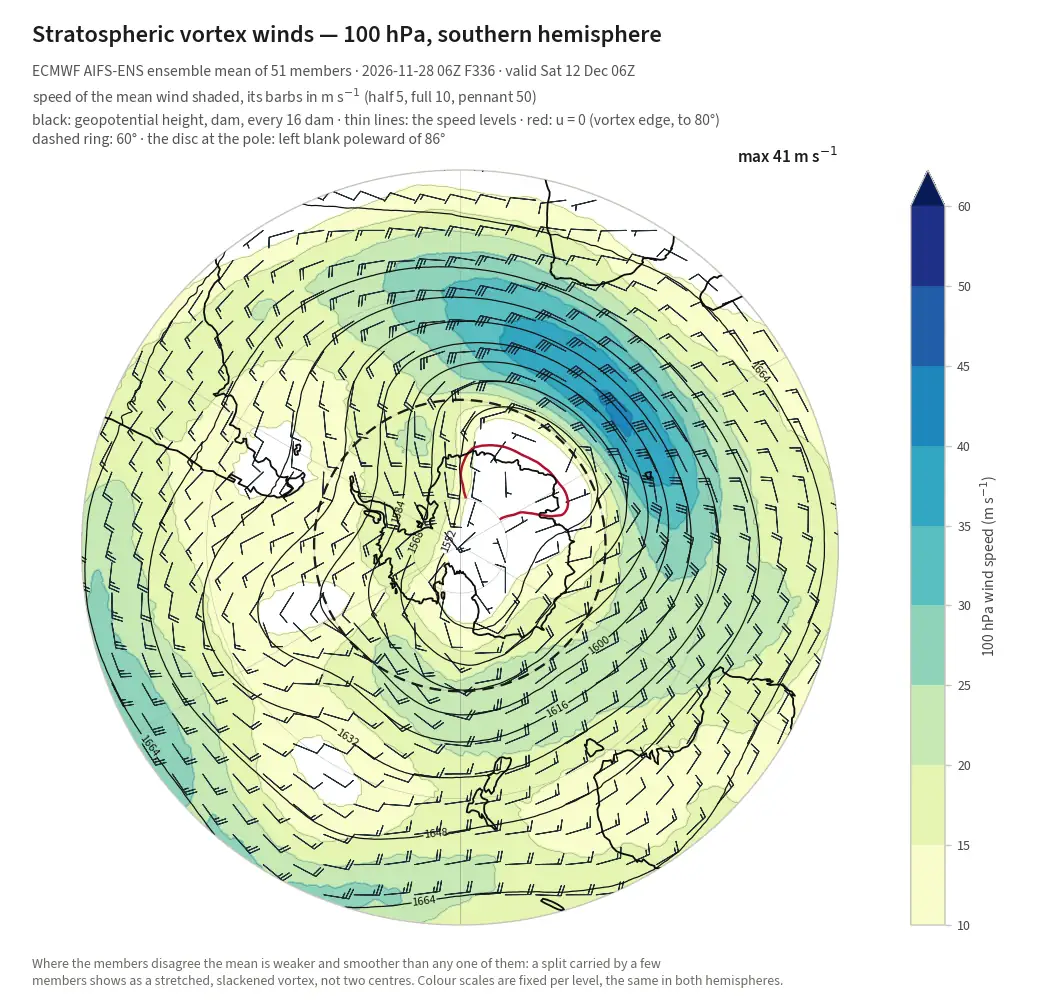 Stratospheric vortex winds — 100 hPa, southern hemisphere
ECMWF AIFS-ENS ensemble mean of 51 members · 2026-11-28 06Z F336 · valid Sat 12 Dec 06Z
speed of the mean wind shaded, its barbs in m s⁻¹ (half 5, full 10, pennant 50)
black: geopotential height, dam, every 16 dam · thin lines: the speed levels · red: u = 0 (vortex edge, to 80°)
dashed ring: 60° · the disc at the pole: left blank poleward of 86°
max 41 m s⁻¹
60
50
45
40
35
30
25
20
15
10
100 hPa wind speed (m s⁻¹)
1664
1584
1568
1552
1600
1616
1632
1664
1648
1664
Where the members disagree the mean is weaker and smoother than any one of them: a split carried by a few
members shows as a stretched, slackened vortex, not two centres. Colour scales are fixed per level, the same in both hemispheres.